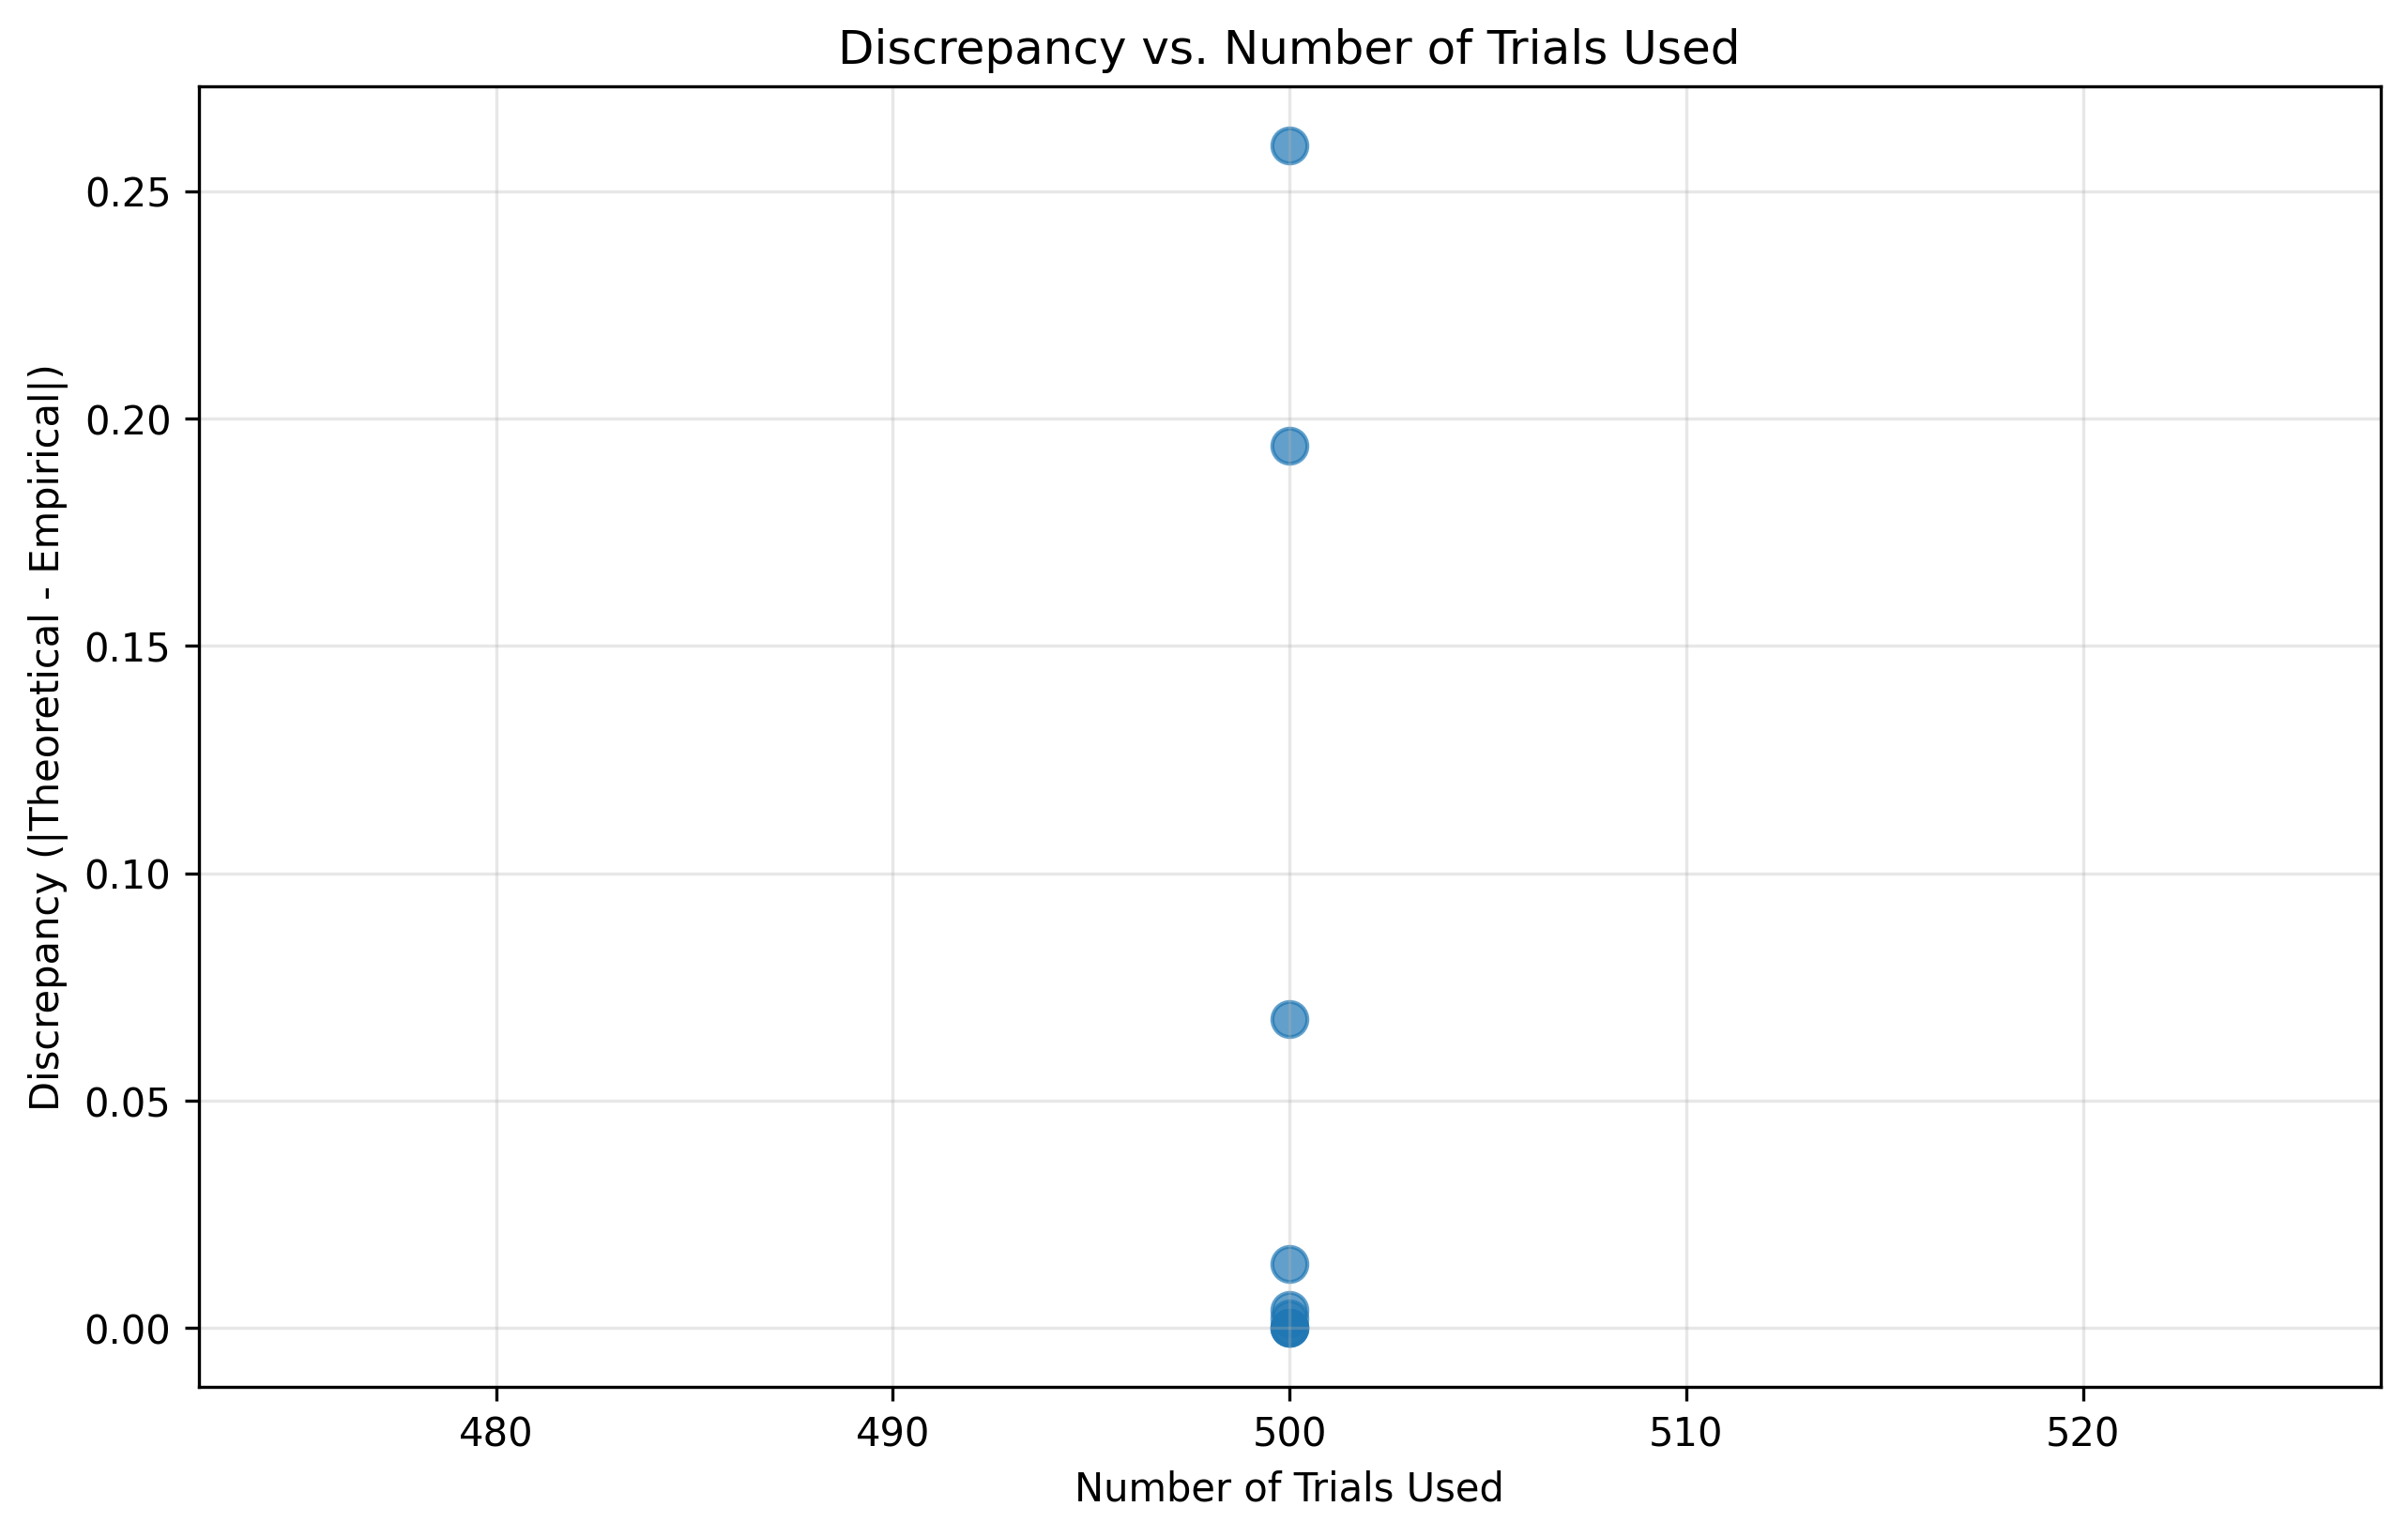 Discrepancy vs. Number of Trials Used
Discrepancy (|Theoretical - Empirical|)
0.25
0.20
0.15
0.10
0.05
0.00
480 490 500 510 520
Number of Trials Used